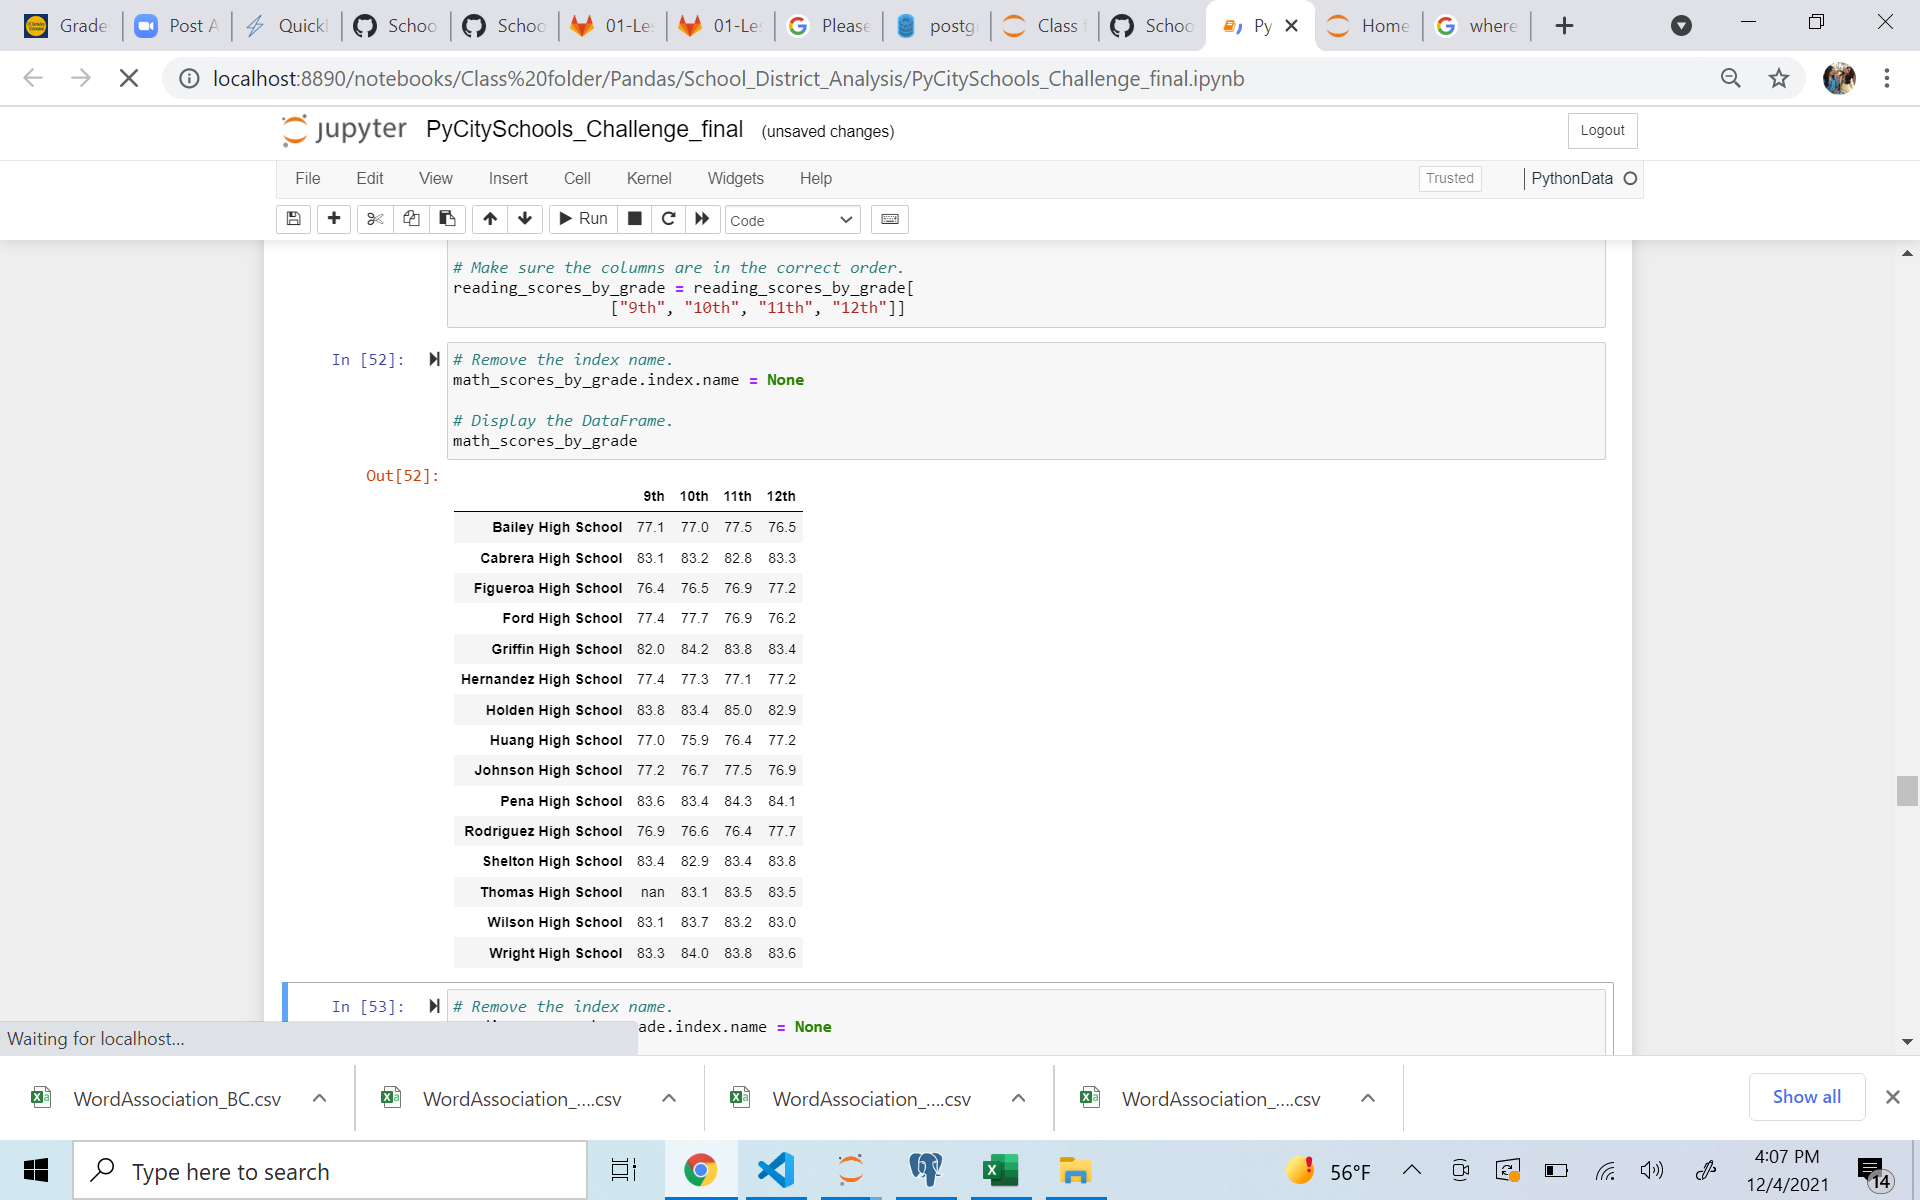 Grade Post A Quickl Schoo Schoo 01-Les 01-Les Please postg Class f Schoo Py Home where
localhost:8890/notebooks/Class%20folder/Pandas/School_District_Analysis/PyCitySchools_Challenge_final.ipynb
jupyter PyCitySchools_Challenge_final (unsaved changes) Logout
File Edit View Insert Cell Kernel Widgets Help Trusted PythonData
Run Code
# Make sure the columns are in the correct order.
reading_scores_by_grade = reading_scores_by_grade[
["9th", "10th", "11th", "12th"]]
In [52]: # Remove the index name.
math_scores_by_grade.index.name = None
# Display the DataFrame.
math_scores_by_grade
Out[52]:
9th 10th 11th 12th
Bailey High School 77.1 77.0 77.5 76.5
Cabrera High School 83.1 83.2 82.8 83.3
Figueroa High School 76.4 76.5 76.9 77.2
Ford High School 77.4 77.7 76.9 76.2
Griffin High School 82.0 84.2 83.8 83.4
Hernandez High School 77.4 77.3 77.1 77.2
Holden High School 83.8 83.4 85.0 82.9
Huang High School 77.0 75.9 76.4 77.2
Johnson High School 77.2 76.7 77.5 76.9
Pena High School 83.6 83.4 84.3 84.1
Rodriguez High School 76.9 76.6 76.4 77.7
Shelton High School 83.4 82.9 83.4 83.8
Thomas High School nan 83.1 83.5 83.5
Wilson High School 83.1 83.7 83.2 83.0
Wright High School 83.3 84.0 83.8 83.6
In [53]: # Remove the index name.
ade.index.name = None
Waiting for localhost...
WordAssociation_BC.csv WordAssociation_....csv WordAssociation_....csv WordAssociation_....csv Show all
Type here to search 56°F 4:07 PM
12/4/2021 14